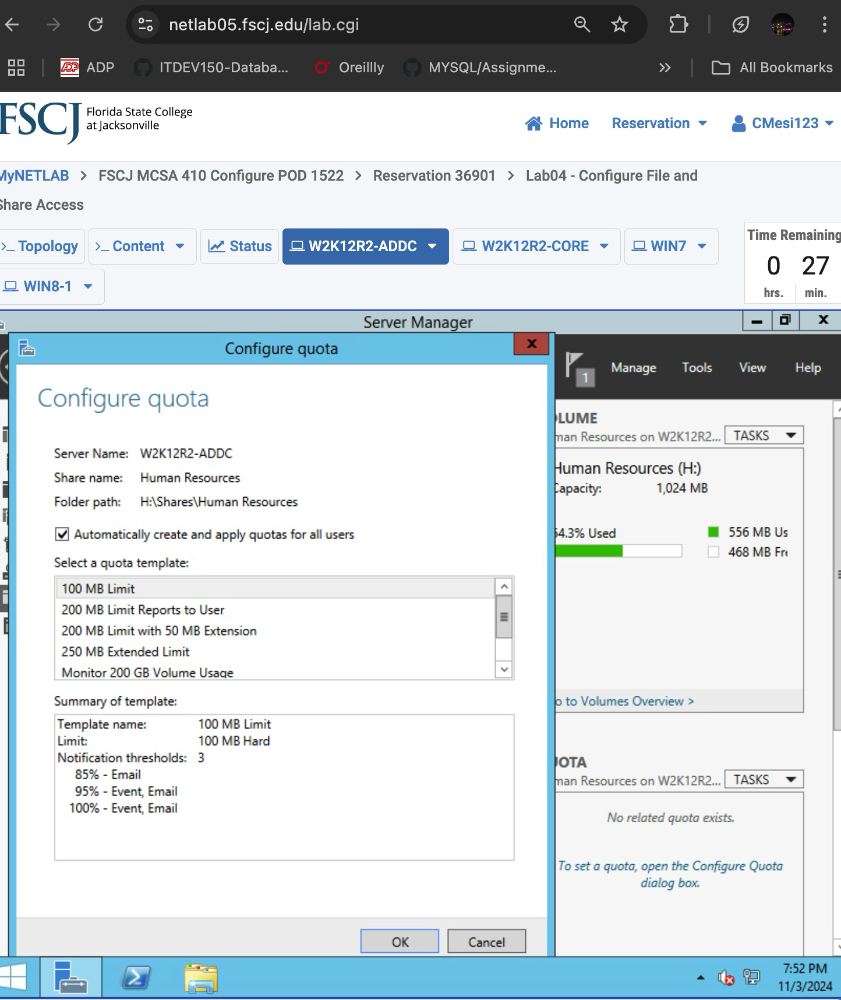 netlab05.fscj.edu/lab.cgi
ADP
ITDEV150-Databa...
Oreillly
MYSQL/Assignme...
All Bookmarks
FSCJ
Florida State College
at Jacksonville
Home
Reservation
CMesi123
MyNETLAB > FSCJ MCSA 410 Configure POD 1522 > Reservation 36901 > Lab04 - Configure File and
Share Access
Topology
Content
Status
W2K12R2-ADDC
W2K12R2-CORE
WIN7
WIN8-1
Time Remaining
0 27
hrs. min.
Server Manager
Configure quota
X
1
Manage
Tools
View
Help
Configure quota
Server Name: W2K12R2-ADDC
Share name: Human Resources
Folder path: H:\Shares\Human Resources
Automatically create and apply quotas for all users
Select a quota template:
100 MB Limit
200 MB Limit Reports to User
200 MB Limit with 50 MB Extension
250 MB Extended Limit
Monitor 200 GB Volume Usage
Summary of template:
Template name: 100 MB Limit
Limit: 100 MB Hard
Notification thresholds: 3
85% - Email
95% - Event, Email
100% - Event, Email
OK
Cancel
LUME
man Resources on W2K12R2...
TASKS
Human Resources (H:)
Capacity: 1,024 MB
54.3% Used
556 MB Us
468 MB Fre
o to Volumes Overview >
UOTA
man Resources on W2K12R2...
TASKS
No related quota exists.
To set a quota, open the Configure Quota
dialog box.
7:52 PM
11/3/2024